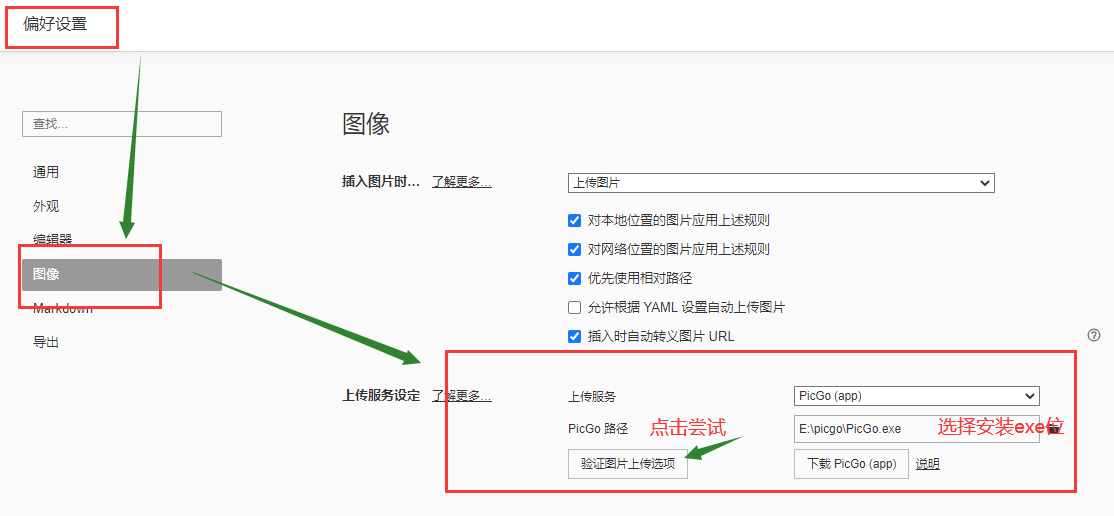 偏好设置
查找...
通用
外观
编辑器
图像
Markdown
导出
图像
插入图片时... 了解更多... 上传图片
对本地位置的图片应用上述规则
对网络位置的图片应用上述规则
优先使用相对路径
允许根据 YAML 设置自动上传图片
插入时自动转义图片 URL
上传服务设定 了解更多... 上传服务 PicGo (app)
PicGo 路径 点击尝试 E:\picgo\PicGo.exe 选择安装exe位
验证图片上传选项 下载 PicGo (app) 说明